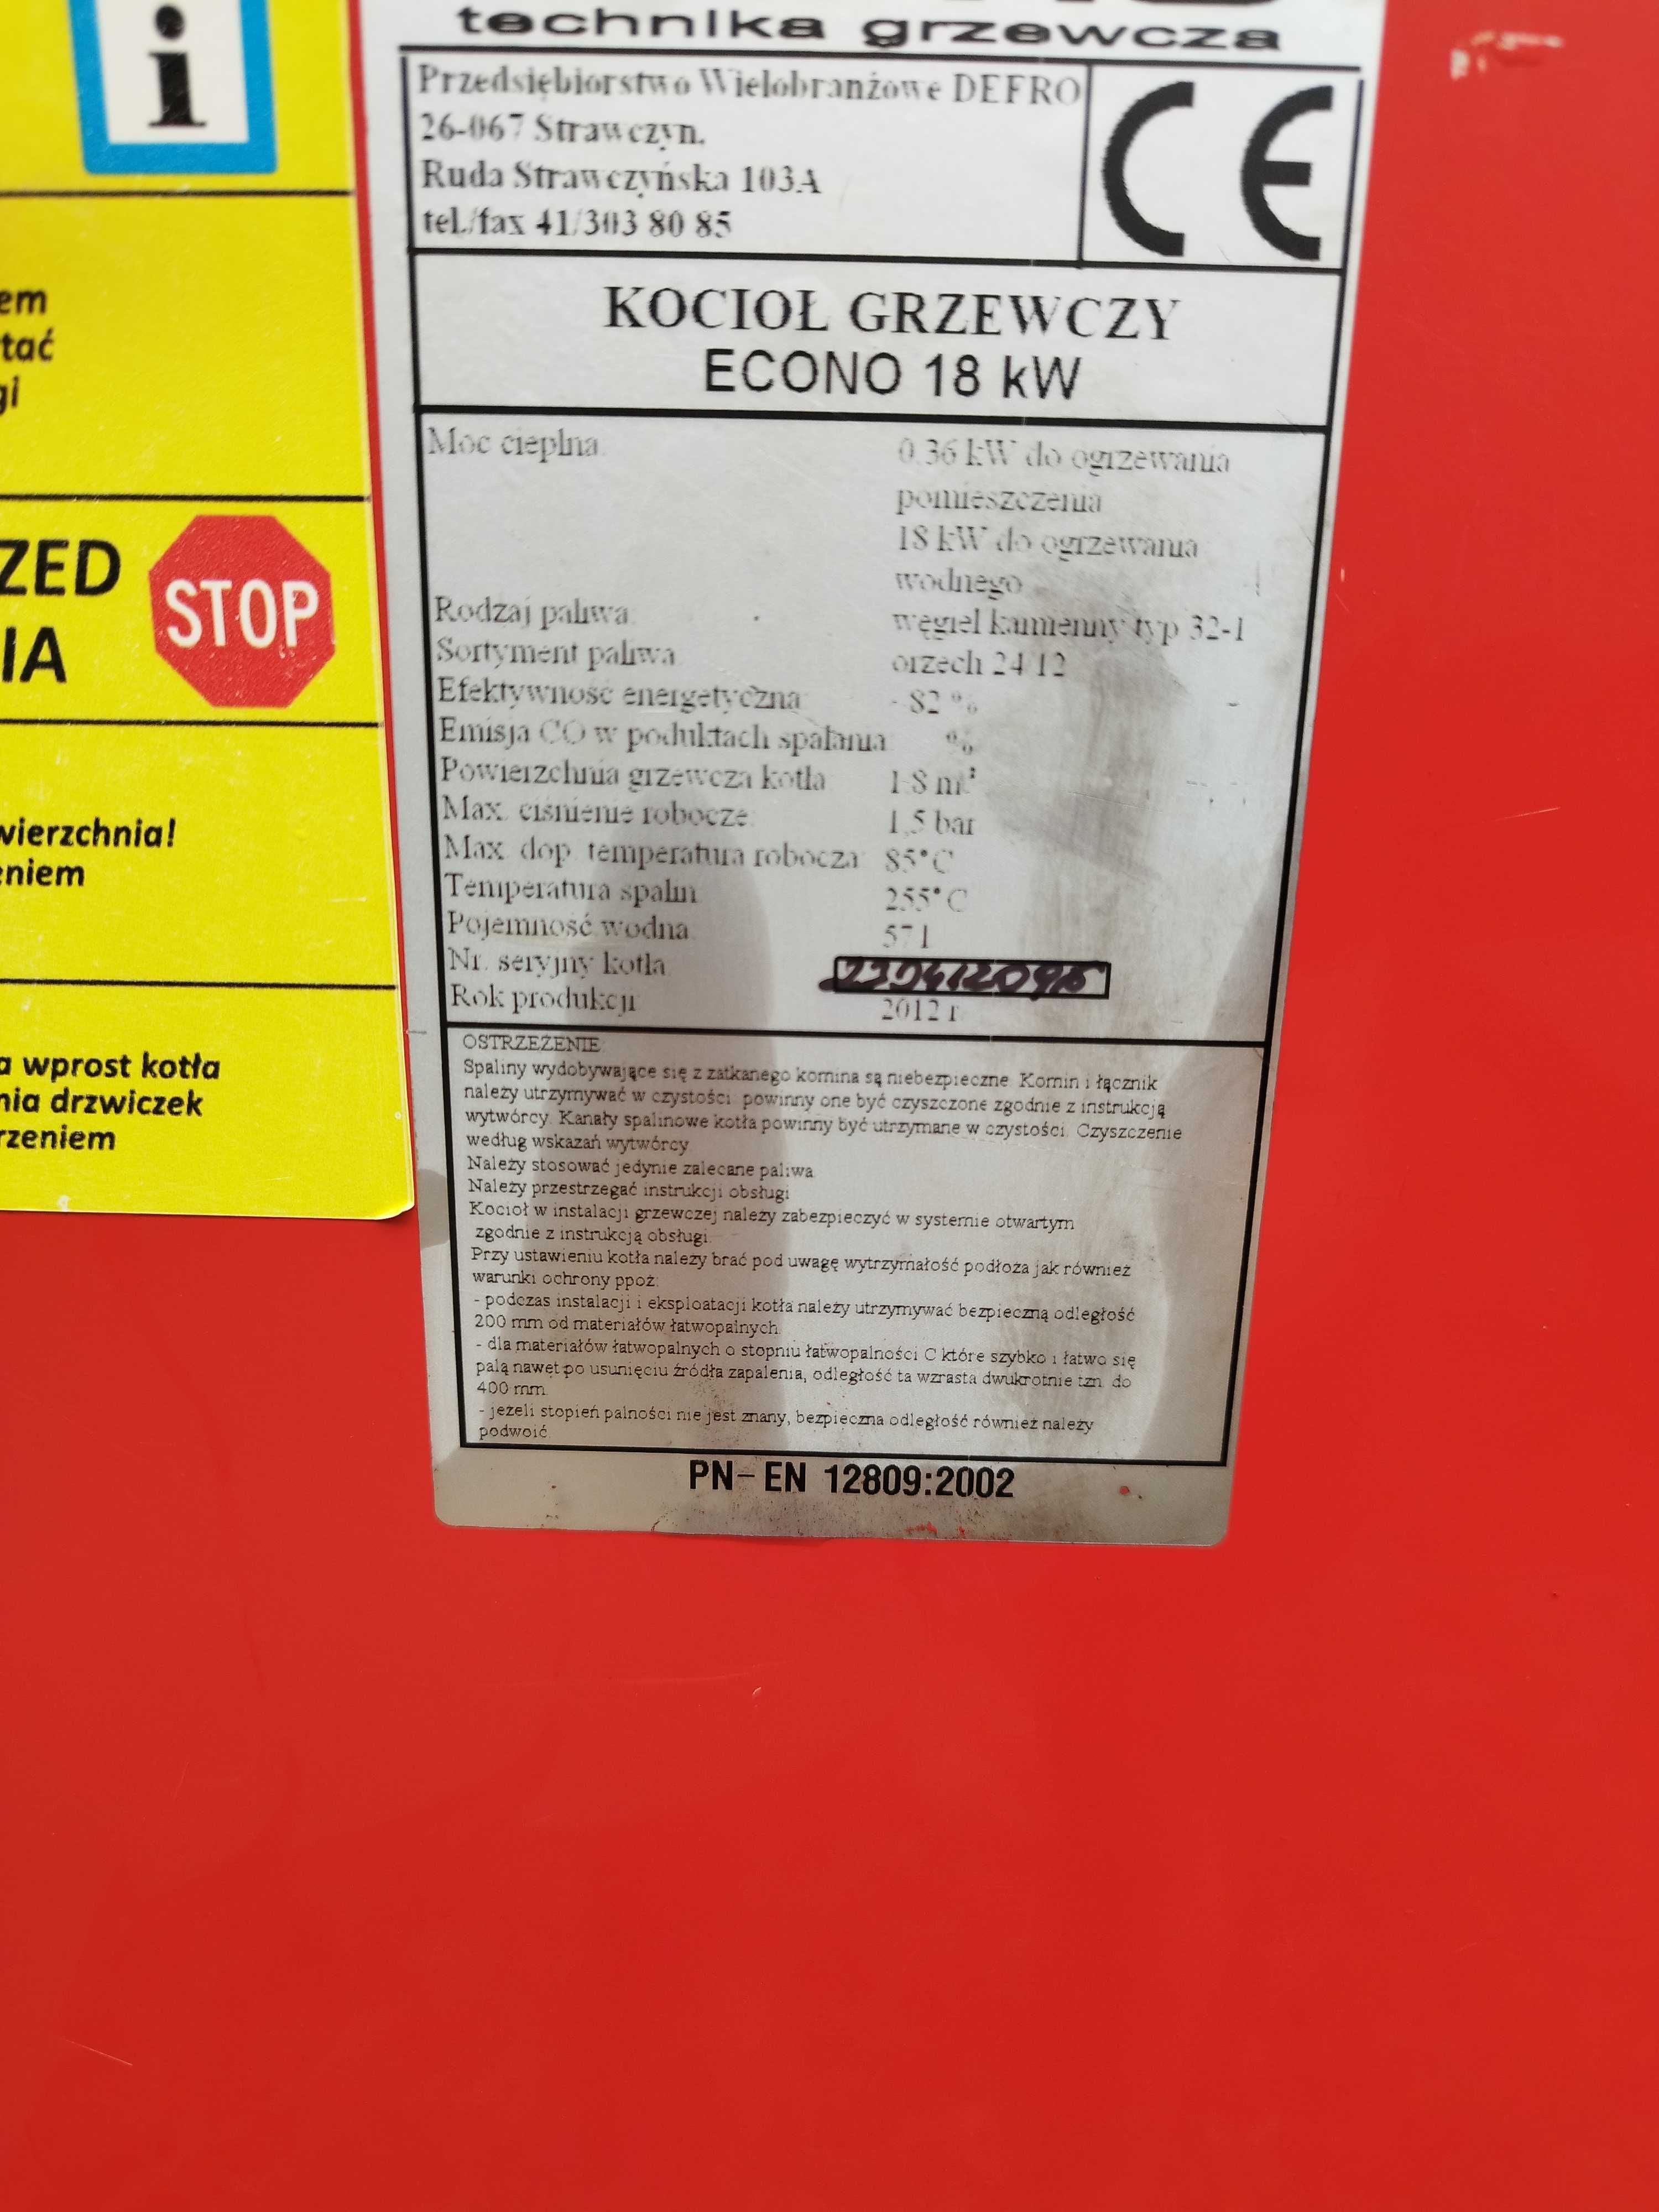 i
em
tać
gi
ZED
IA
STOP
wierzchnia!
eniem
a wprost kotła
nia drzwiczek
rzeniem
technika grzewcza
Przedsiębiorstwo Wielobranżowe DEFRO
26-067 Strawczyn.
Ruda Strawczyńska 103A
tel./fax 41/303 80 85
CE
KOCIOŁ GRZEWCZY
ECONO 18 kW
Moc cieplna 0.36 kW do ogrzewania
pomieszczenia
18 kW do ogrzewania
wodnego
Rodzaj paliwa węgiel kamienny typ 32-1
Sortyment paliwa orzech 24/12
Efektywność energetyczna - 82 %
Emisja CO w poduktach spalania %
Powierzchnia grzewcza kotła 1.8 m²
Max. ciśnienie robocze 1,5 bar
Max. dop. temperatura robocza 85°C
Temperatura spalin 255°C
Pojemność wodna 57 l
Nr. seryjny kotła
Rok produkcji 2012 r
OSTRZEŻENIE
Spaliny wydobywające się z zatkanego komina są niebezpieczne. Komin i łącznik
należy utrzymywać w czystości. powinny one być czyszczone zgodnie z instrukcją
wytwórcy. Kanały spalinowe kotła powinny być utrzymane w czystości. Czyszczenie
według wskazań wytwórcy
Należy stosować jedynie zalecane paliwa
Należy przestrzegać instrukcji obsługi
Kocioł w instalacji grzewczej należy zabezpieczyć w systemie otwartym
zgodnie z instrukcją obsługi.
Przy ustawieniu kotła należy brać pod uwagę wytrzymałość podłoża jak również
warunki ochrony ppoż:
- podczas instalacji i eksploatacji kotła należy utrzymywać bezpieczną odległość
200 mm od materiałów łatwopalnych.
- dla materiałów łatwopalnych o stopniu łatwopalności C które szybko i łatwo się
palą nawet po usunięciu źródła zapalenia, odległość ta wzrasta dwukrotnie tzn. do
400 mm.
- jeżeli stopień palności nie jest znany, bezpieczna odległość również należy
podwoić
PN-EN 12809:2002